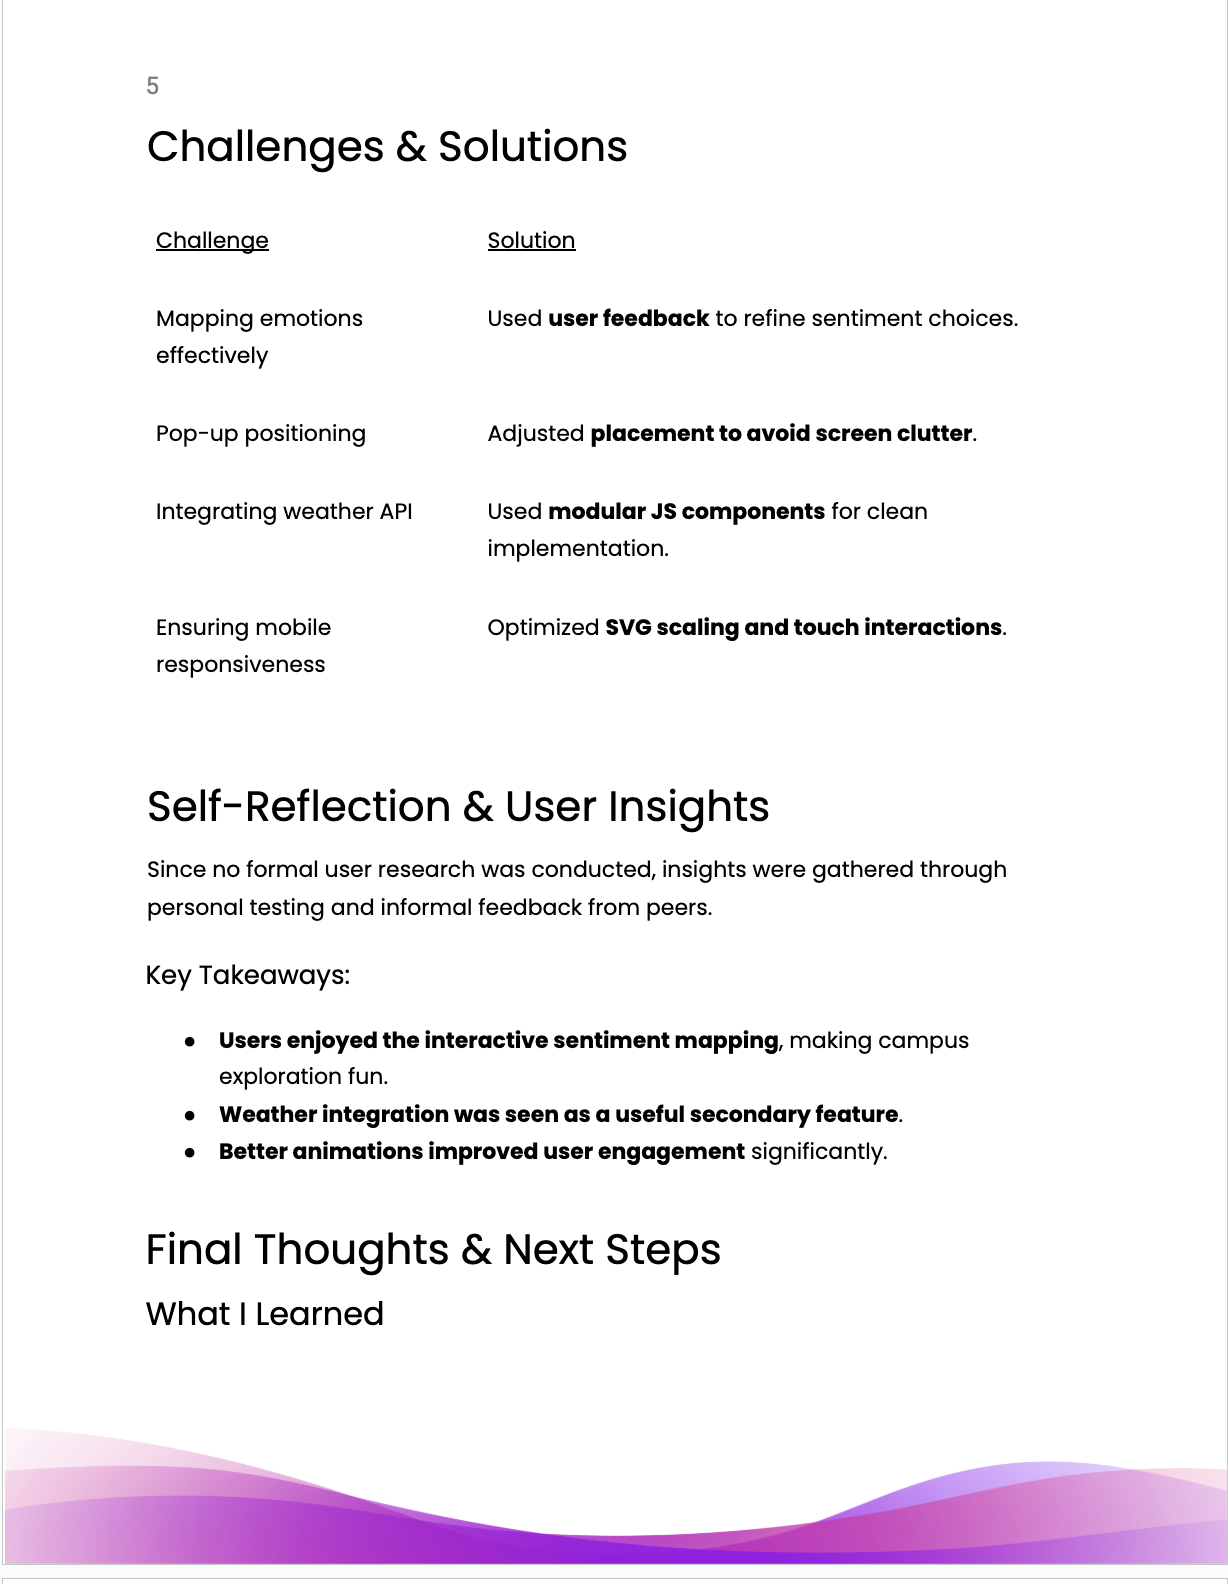 5
Challenges & Solutions
Challenge Solution
Mapping emotions Used user feedback to refine sentiment choices.
effectively
Pop-up positioning Adjusted placement to avoid screen clutter.
Integrating weather API Used modular JS components for clean
implementation.
Ensuring mobile Optimized SVG scaling and touch interactions.
responsiveness
Self-Reflection & User Insights
Since no formal user research was conducted, insights were gathered through
personal testing and informal feedback from peers.
Key Takeaways:
● Users enjoyed the interactive sentiment mapping, making campus
exploration fun.
● Weather integration was seen as a useful secondary feature.
● Better animations improved user engagement significantly.
Final Thoughts & Next Steps
What I Learned